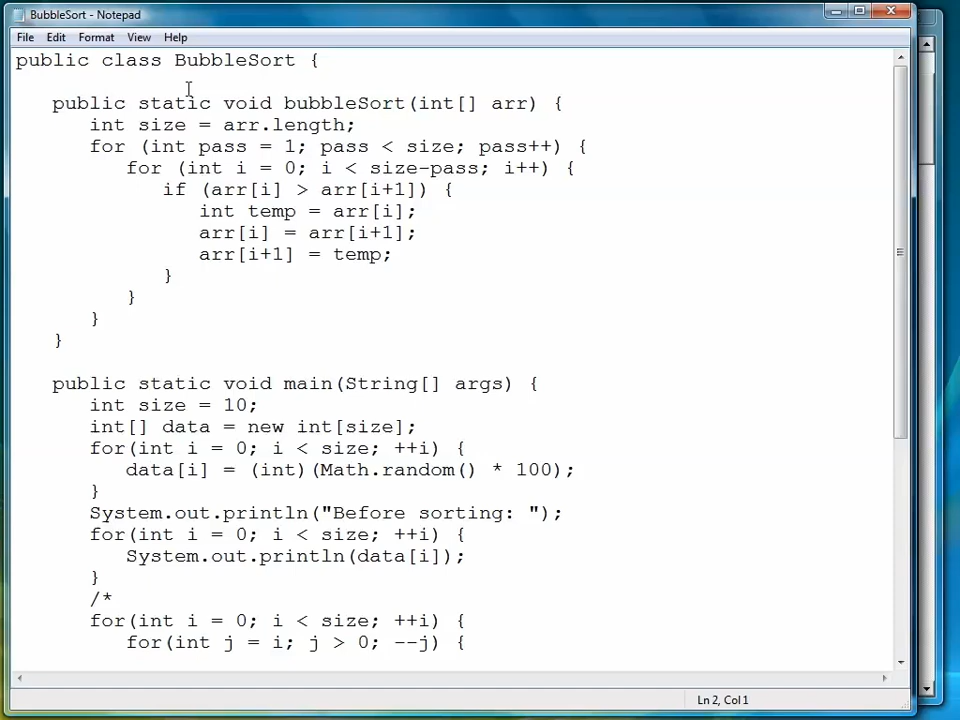 BubbleSort - Notepad
File Edit Format View Help
public class BubbleSort {
public static void bubbleSort(int[] arr) {
int size = arr.length;
for (int pass = 1; pass < size; pass++) {
for (int i = 0; i < size-pass; i++) {
if (arr[i] > arr[i+1]) {
int temp = arr[i];
arr[i] = arr[i+1];
arr[i+1] = temp;
}
}
}
}
public static void main(String[] args) {
int size = 10;
int[] data = new int[size];
for(int i = 0; i < size; ++i) {
data[i] = (int)(Math.random() * 100);
}
System.out.println("Before sorting: ");
for(int i = 0; i < size; ++i) {
System.out.println(data[i]);
}
/*
for(int i = 0; i < size; ++i) {
for(int j = i; j > 0; --j) {
Ln 2, Col 1